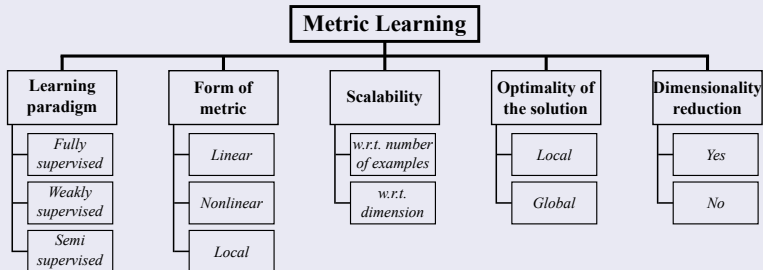 Metric Learning
Learning
paradigm
Fully
supervised
Weakly
supervised
Semi
supervised
Form of
metric
Linear
Nonlinear
Local
Scalability
w.r.t. number
of examples
w.r.t.
dimension
Optimality of
the solution
Local
Global
Dimensionality
reduction
Yes
No